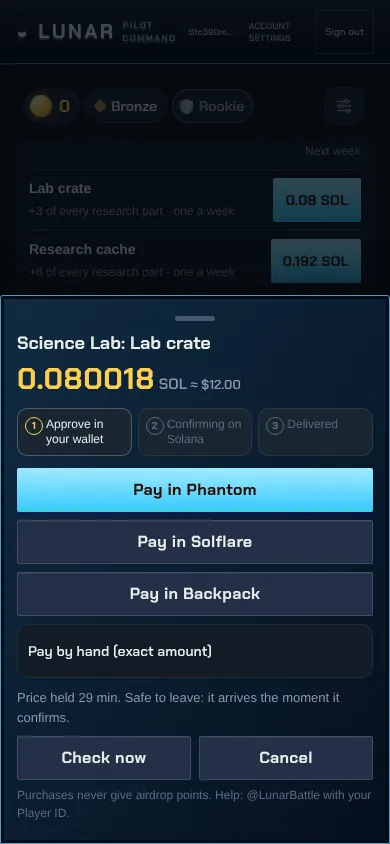 LUNAR
PILOT COMMAND
Stc390m...
ACCOUNT SETTINGS
Sign out
0
Bronze
Rookie
Next week
Lab crate
+3 of every research part · one a week
0.08 SOL
Research cache
+8 of every research part · one a week
0.192 SOL
Science Lab: Lab crate
0.080018 SOL ≈ $12.00
1 Approve in your wallet
2 Confirming on Solana
3 Delivered
Pay in Phantom
Pay in Solflare
Pay in Backpack
Pay by hand (exact amount)
Price held 29 min. Safe to leave: it arrives the moment it
confirms.
Check now
Cancel
Purchases never give airdrop points. Help: @LunarBattle with your
Player ID.